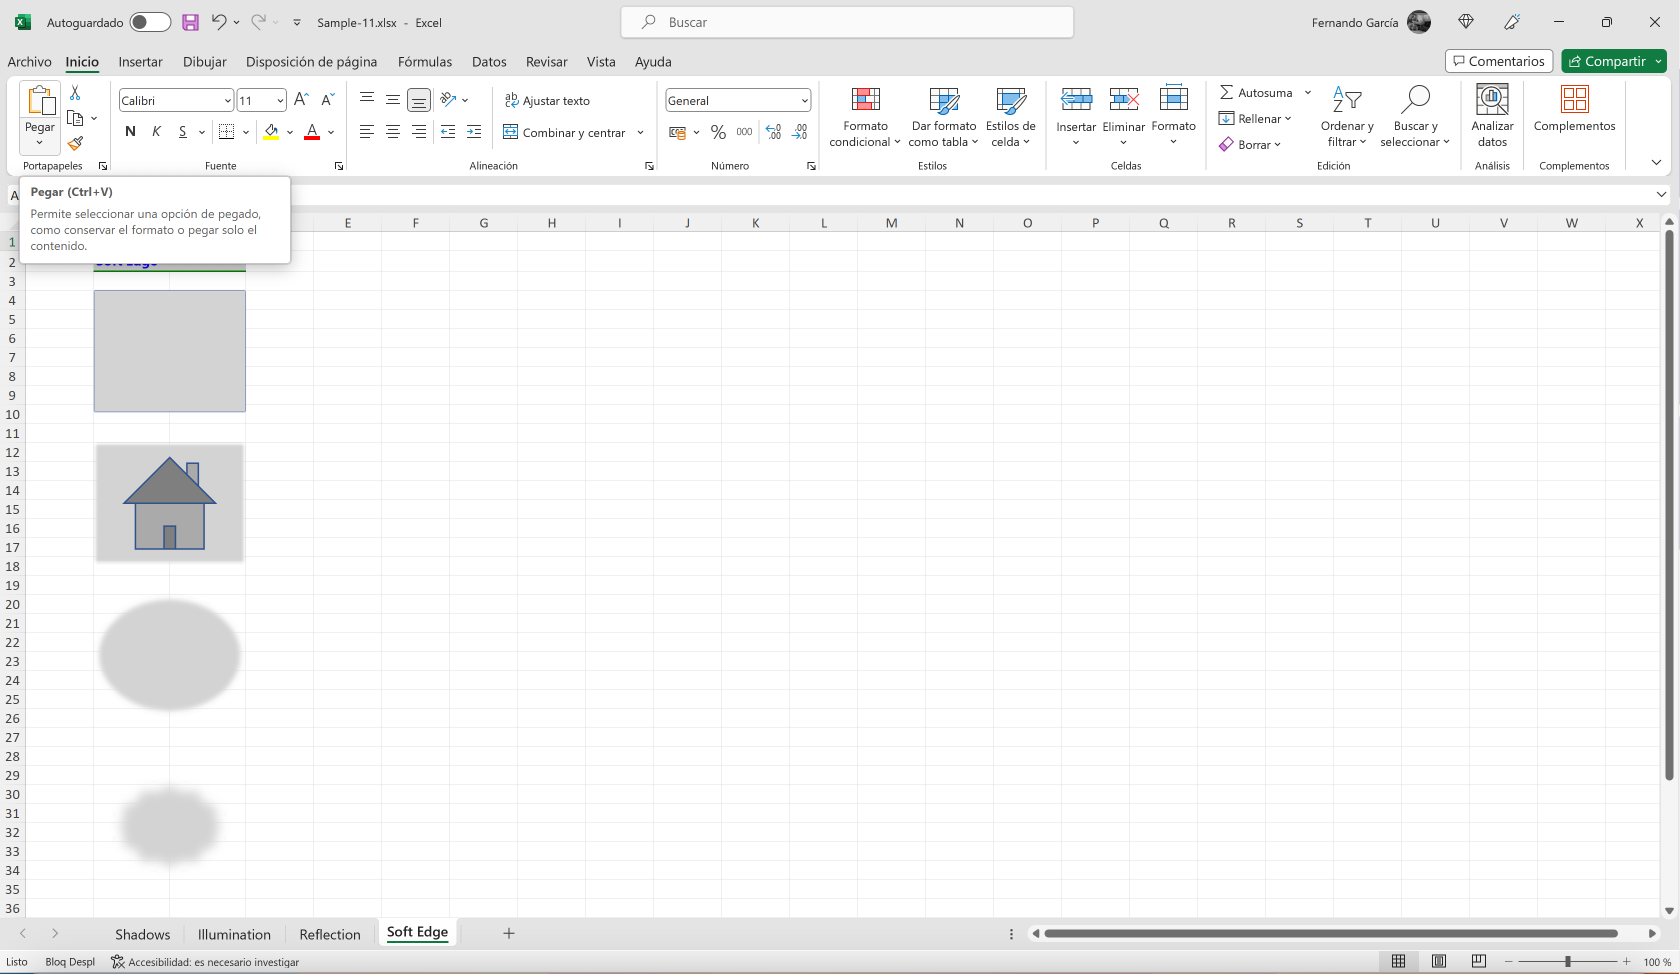 Autoguardado
Sample-11.xlsx - Excel
Buscar
Fernando García
Archivo Inicio Insertar Dibujar Disposición de página Fórmulas Datos Revisar Vista Ayuda
Comentarios Compartir
Pegar
Portapapeles
Calibri 11
N K S
Fuente
Ajustar texto
Combinar y centrar
Alineación
General
% 000
Número
Formato condicional
Dar formato como tabla
Estilos de celda
Estilos
Insertar Eliminar Formato
Celdas
Autosuma
Rellenar
Borrar
Ordenar y filtrar
Buscar y seleccionar
Edición
Analizar datos
Análisis
Complementos
Complementos
Pegar (Ctrl+V)
Permite seleccionar una opción de pegado,
como conservar el formato o pegar solo el
contenido.
E F G H I J K L M N O P Q R S T U V W X
1
2
3
4
5
6
7
8
9
10
11
12
13
14
15
16
17
18
19
20
21
22
23
24
25
26
27
28
29
30
31
32
33
34
35
36
Shadows Illumination Reflection Soft Edge
Listo Bloq Despl Accesibilidad: es necesario investigar
100 %